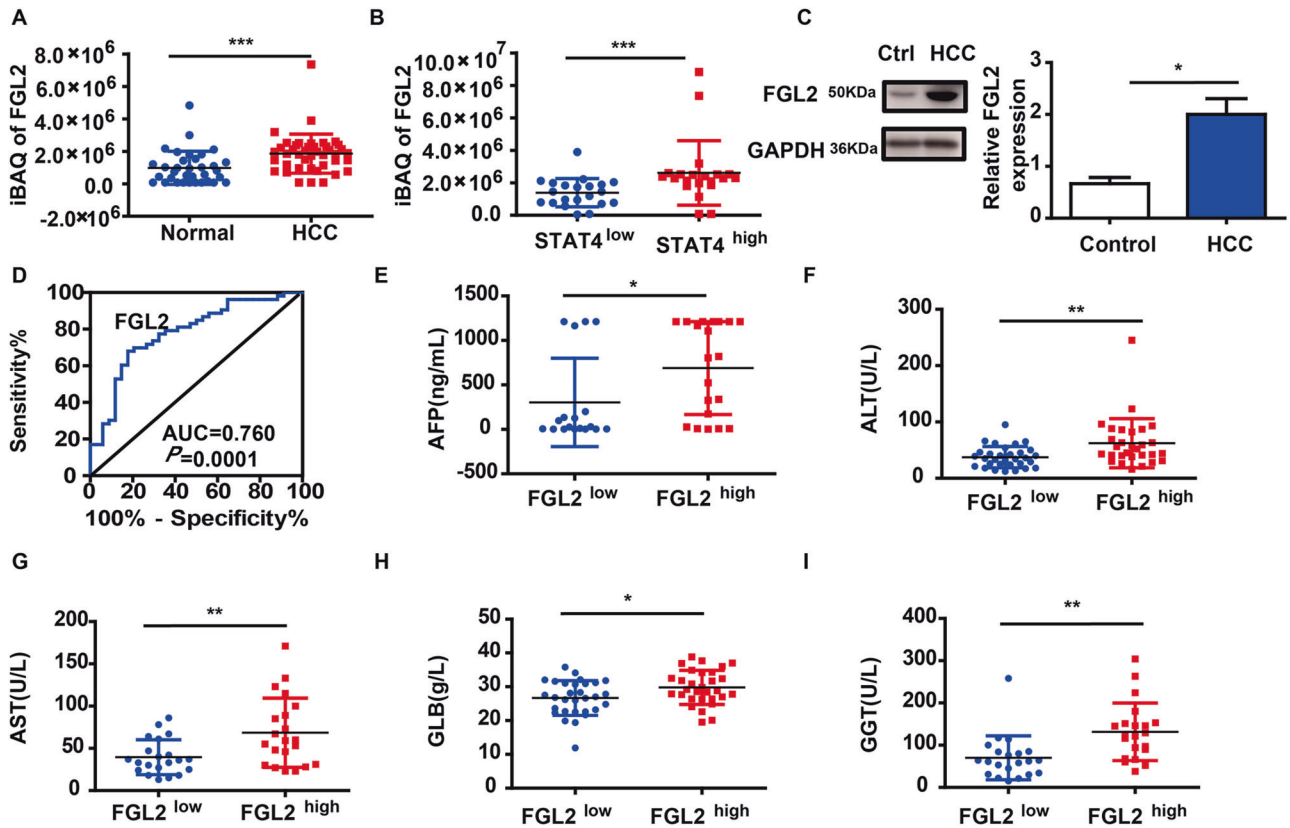 A
iBAQ of FGL2
8.0×10⁶
6.0×10⁶
4.0×10⁶
2.0×10⁶
0.0
-2.0×10⁶
***
Normal
HCC
B
iBAQ of FGL2
1.0×10⁷
8.0×10⁶
6.0×10⁶
4.0×10⁶
2.0×10⁶
0.0
***
STAT4 low
STAT4 high
C
Ctrl HCC
FGL2 50KDa
GAPDH 36KDa
Relative FGL2
expression
3
2
1
0
*
Control
HCC
D
Sensitivity%
100
80
60
40
20
0
FGL2
AUC=0.760
P=0.0001
0 20 40 60 80 100
100% - Specificity%
E
AFP(ng/mL)
1500
1000
500
0
-500
*
FGL2 low
FGL2 high
F
ALT(U/L)
300
200
100
0
**
FGL2 low
FGL2 high
G
AST(U/L)
200
150
100
50
0
**
FGL2 low
FGL2 high
H
GLB(g/L)
50
40
30
20
10
0
*
FGL2 low
FGL2 high
I
GGT(U/L)
400
300
200
100
0
**
FGL2 low
FGL2 high